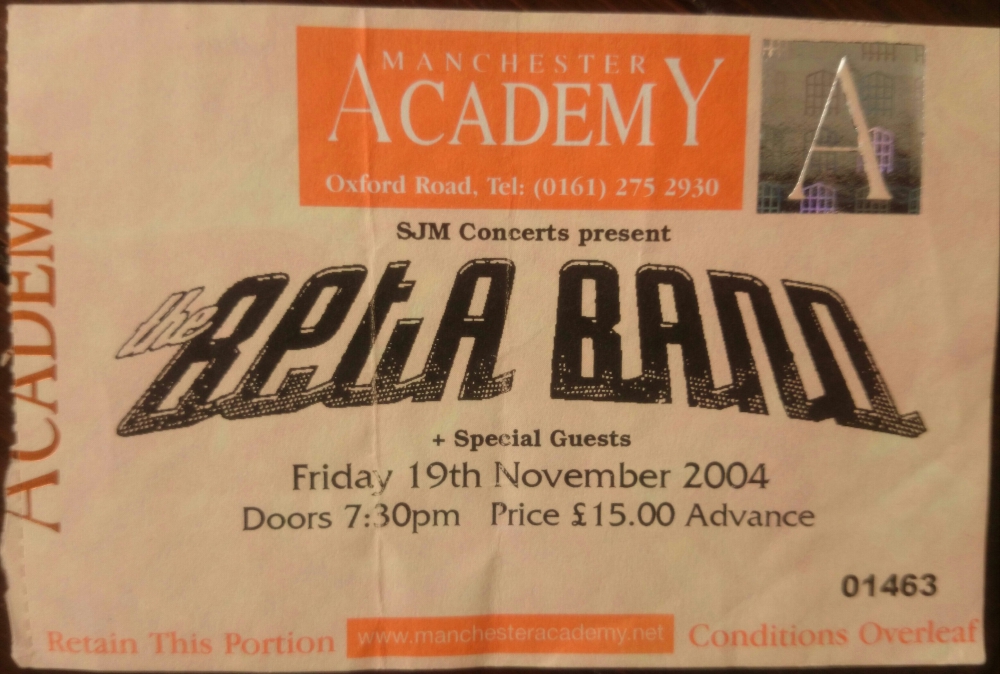 MANCHESTER
ACADEMY
Oxford Road, Tel: (0161) 275 2930
A
SJM Concerts present
the BEtA BAND
+ Special Guests
Friday 19th November 2004
Doors 7:30pm Price £15.00 Advance
01463
Retain This Portion www.manchesteracademy.net Conditions Overleaf
ACADEMY